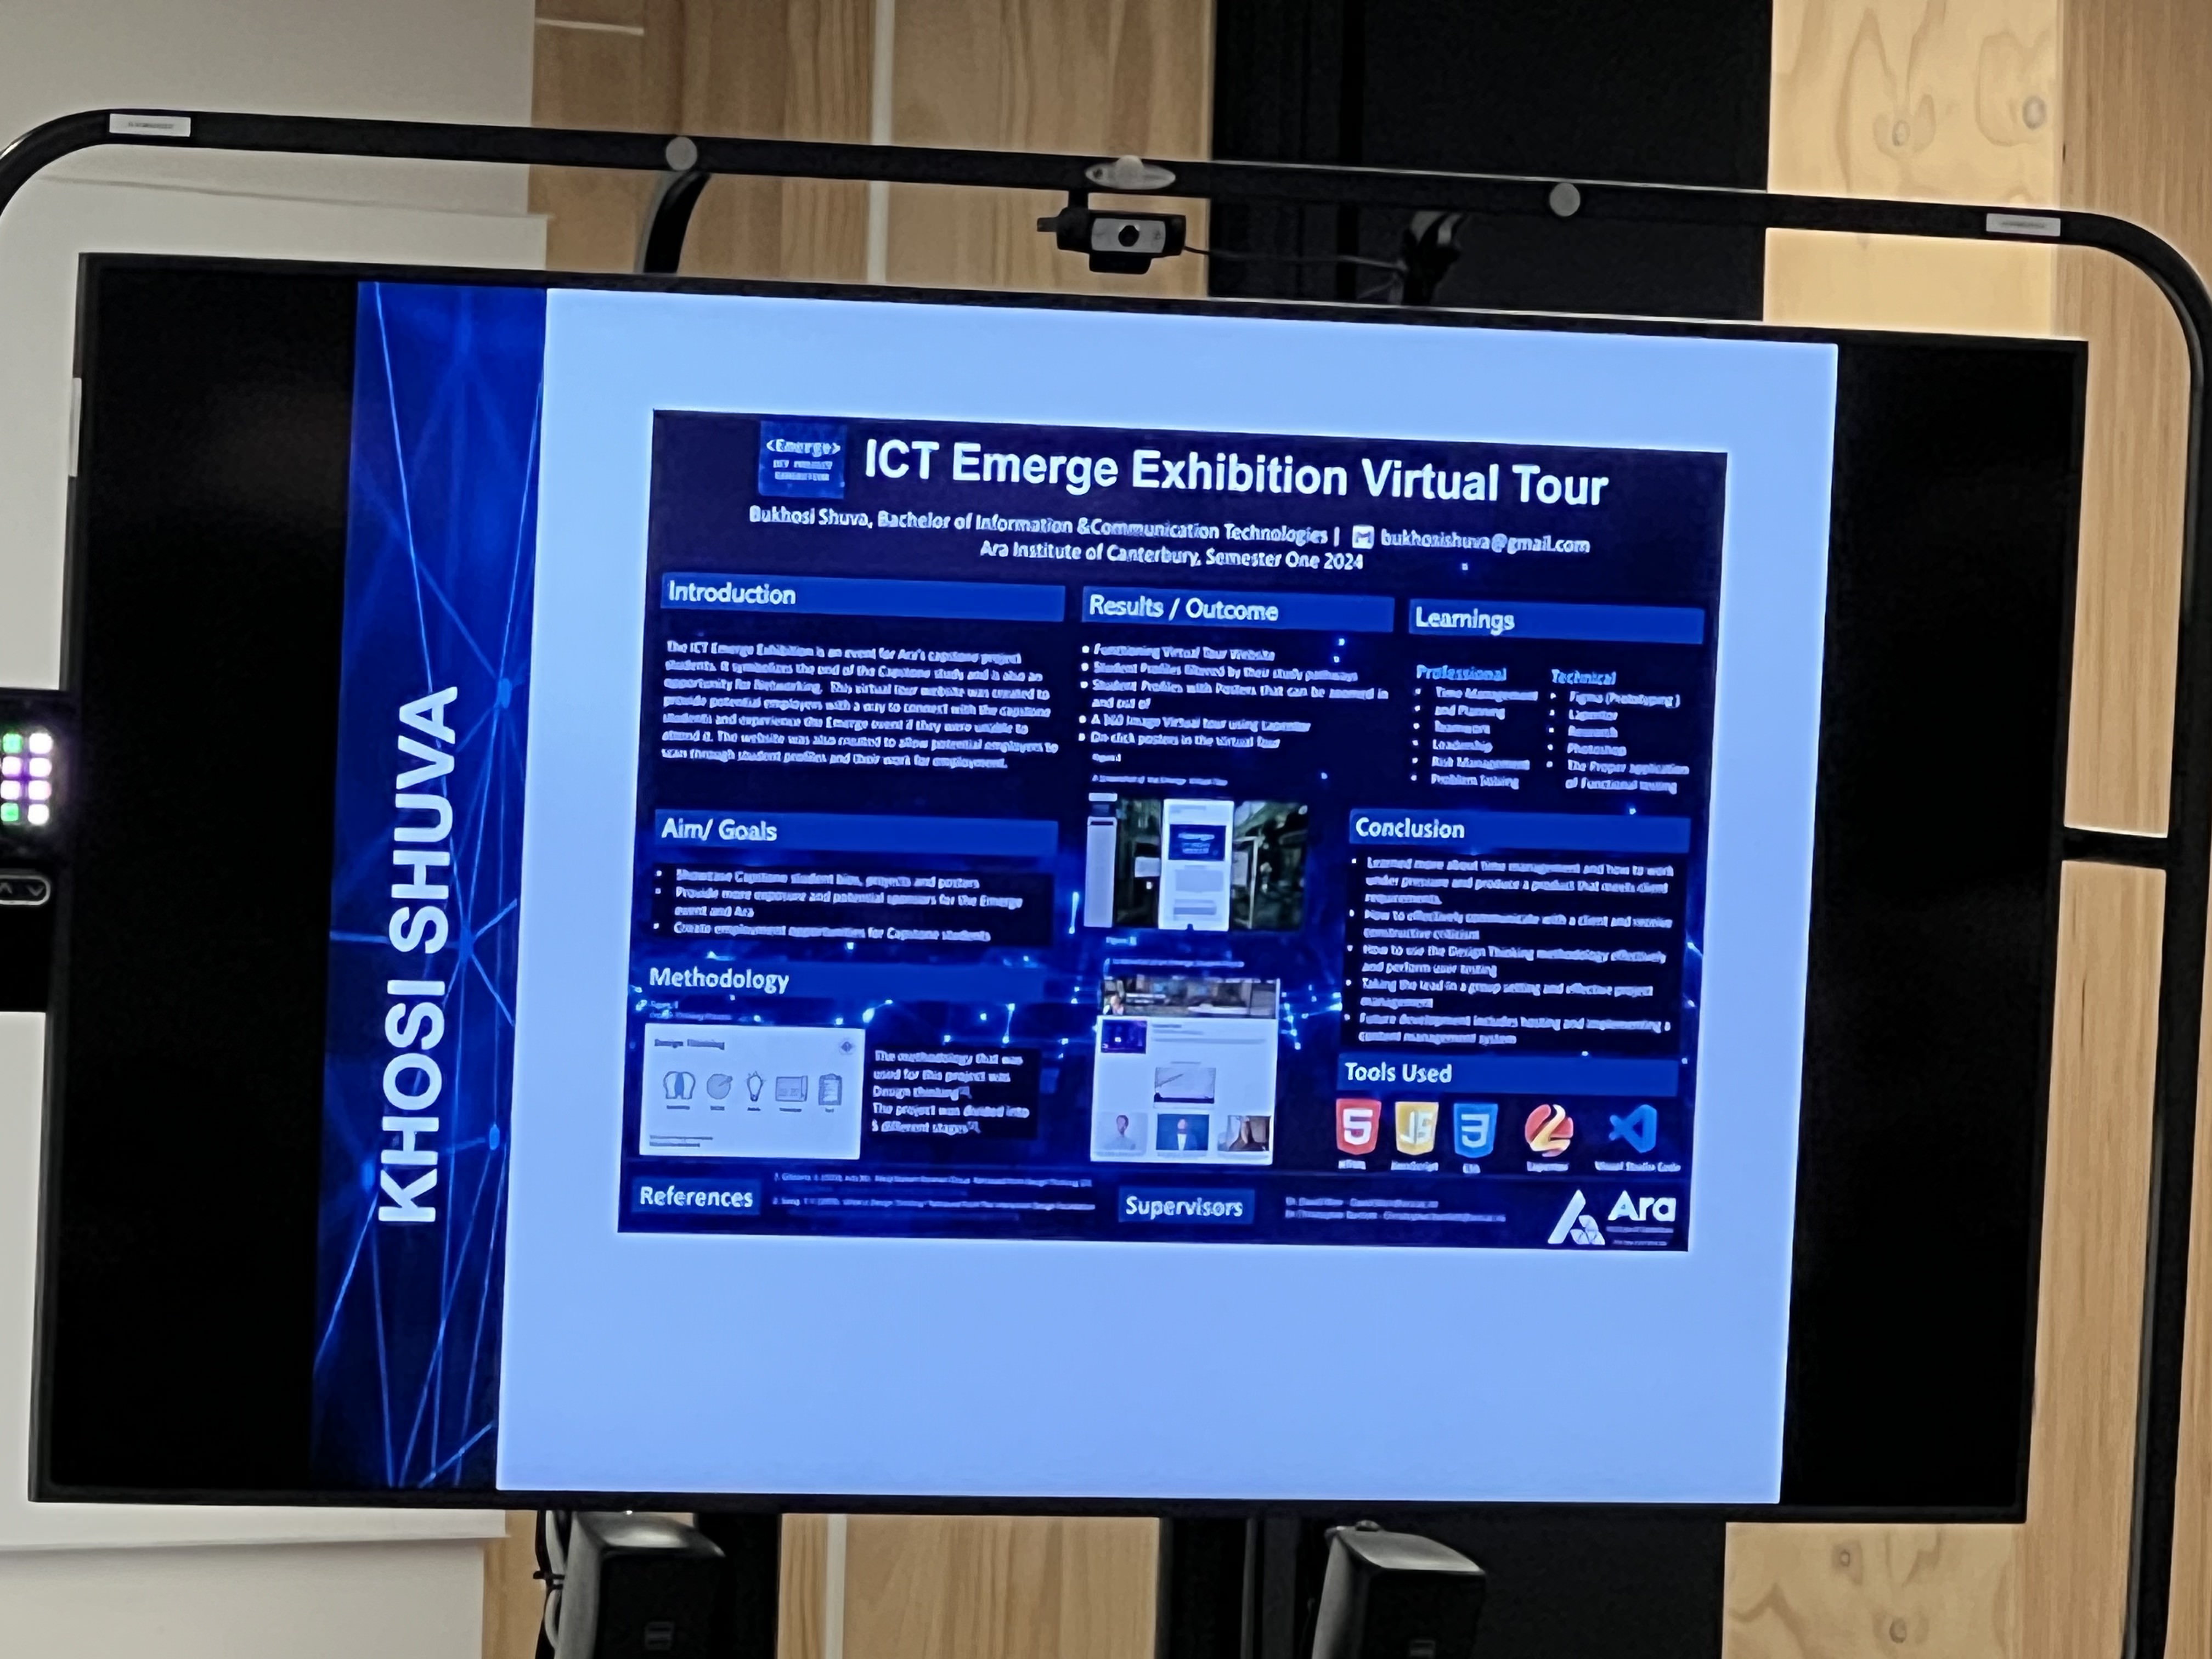 KHOSI SHUVA
<Emerge>
ICT PROJECT
EXHIBITION
ICT Emerge Exhibition Virtual Tour
Bukhosi Shuva, Bachelor of Information &Communication Technologies | bukhosishuva@gmail.com
Ara Institute of Canterbury, Semester One 2024
Introduction
The ICT Emerge Exhibition is an event for Ara's capstone project
students. It symbolizes the end of the Capstone study and is also an
opportunity for Networking. This virtual tour website was created to
provide potential employers with a way to connect with the capstone
students and experience the Emerge event if they were unable to
attend it. The website was also created to allow potential employers to
scan through student profiles and their work for employment.
Aim/ Goals
Showcase Capstone student bios, projects and posters
Provide more exposure and potential sponsors for the Emerge
event and Ara
Create employment opportunities for Capstone students
Methodology
Design Thinking
The methodology that was
used for this project was
Design thinking
The project was divided into
5 different stages
Results / Outcome
Functioning Virtual Tour Website
Student Profiles filtered by their study pathways
Student Profiles with Posters that can be zoomed in
and out of
A 360 Image Virtual tour using Lapentor
On click posters in the Virtual Tour
Learnings
Professional
Time Management
and Planning
Teamwork
Leadership
Risk Management
Problem Solving
Technical
Figma (Prototyping)
Lapentor
Research
Photoshop
The Proper application
of Functional testing
Conclusion
Learned more about time management and how to work
under pressure and produce a product that meets client
requirements.
How to effectively communicate with a client and receive
constructive criticism
How to use the Design Thinking methodology effectively
and perform user testing
Taking the lead in a group setting and effective project
management
Future development includes hosting and implementing a
content management system
Tools Used
5 JS 3
HTML JavaScript CSS Lapentor Visual Studio Code
References
Supervisors
Ara